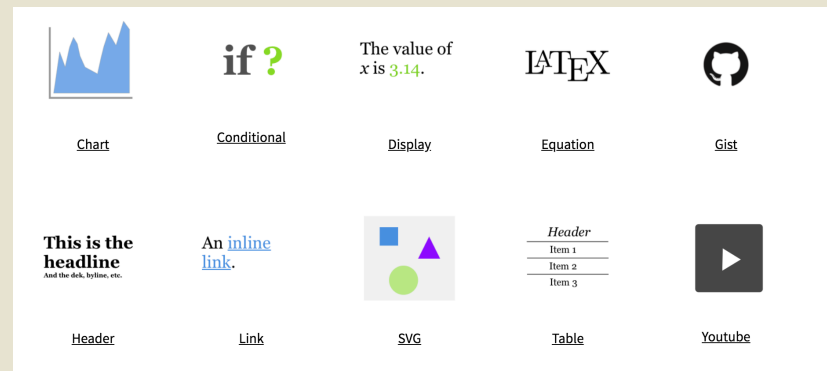 if ?
The value of
x is 3.14.
LATEX
Chart
Conditional
Display
Equation
Gist
This is the
headline
And the dek, byline, etc.
An inline
link.
Header
Item 1
Item 2
Item 3
Header
Link
SVG
Table
Youtube